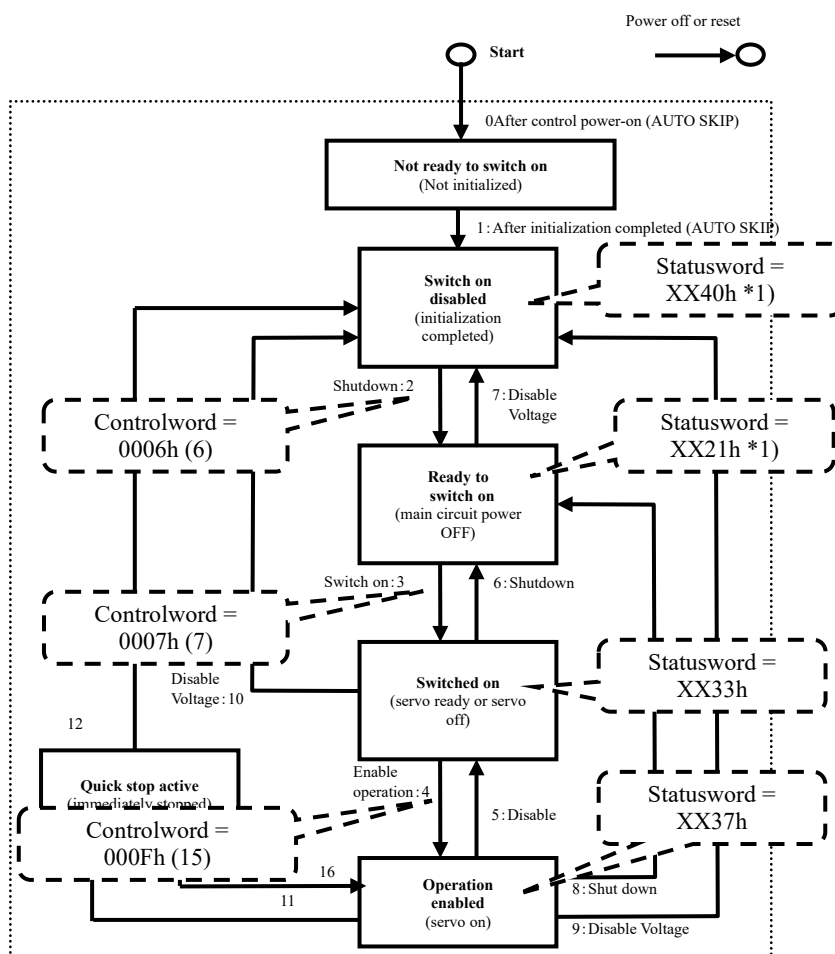 Power off or reset
Start
0After control power-on (AUTO SKIP)
Not ready to switch on
(Not initialized)
1:After initialization completed (AUTO SKIP)
Switch on
disabled
(initialization
completed)
Statusword =
XX40h *1)
Shutdown:2
7:Disable
Voltage
Controlword =
0006h (6)
Statusword =
XX21h *1)
Ready to
switch on
(main circuit power
OFF)
Switch on:3
6:Shutdown
Controlword =
0007h (7)
Disable
Voltage:10
Switched on
(servo ready or servo
off)
Statusword =
XX33h
12
Quick stop active
(immediately stopped)
Enable
operation:4
5:Disable
Statusword =
XX37h
Controlword =
000Fh (15)
16
11
Operation
enabled
(servo on)
8:Shut down
9:Disable Voltage